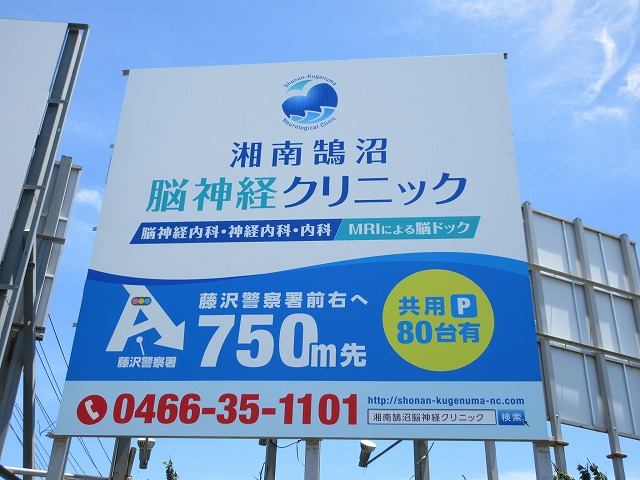 Shonan-Kugenuma
Neurological Clinic
湘南鵠沼
脳神経クリニック
脳神経内科・神経内科・内科 MRIによる脳ドック
藤沢警察署前右へ
750m先
藤沢警察署
共用P
80台有
0466-35-1101
http://shonan-kugenuma-nc.com
湘南鵠沼脳神経クリニック 検索